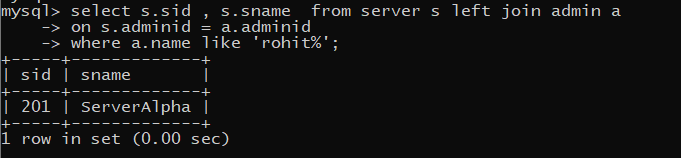 mysql> select s.sid , s.sname  from server s left join admin a
    -> on s.adminid = a.adminid
    -> where a.name like 'rohit%';
+-----+-------------+
| sid | sname       |
+-----+-------------+
| 201 | ServerAlpha |
+-----+-------------+
1 row in set (0.00 sec)